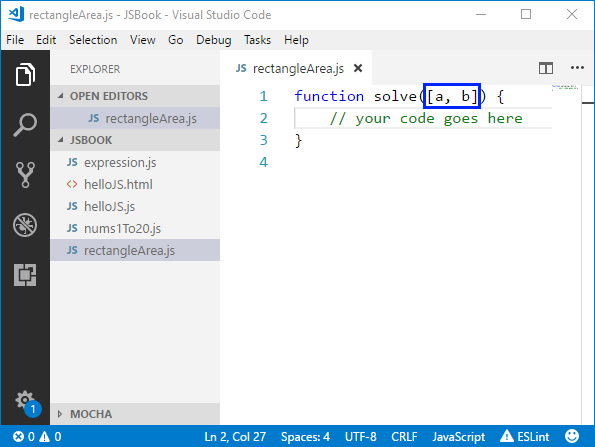 rectangleArea.js - JSBook - Visual Studio Code
File Edit Selection View Go Debug Tasks Help
EXPLORER
OPEN EDITORS
JS rectangleArea.js
JSBOOK
JS expression.js
<> helloJS.html
JS helloJS.js
JS nums1To20.js
JS rectangleArea.js
MOCHA
JS rectangleArea.js
1 function solve([a, b]) {
2 // your code goes here
3 }
4
1
0 0 Ln 2, Col 27 Spaces: 4 UTF-8 CRLF JavaScript ESLint